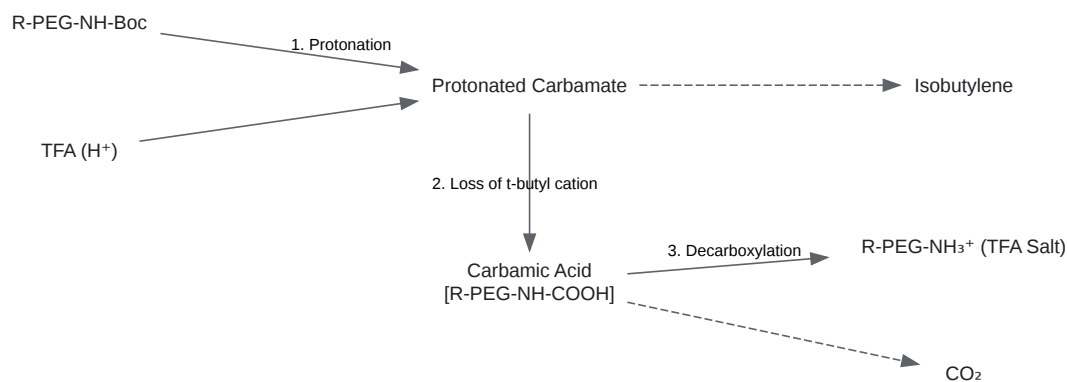 R-PEG-NH-Boc
1. Protonation
Protonated Carbamate
Isobutylene
TFA (H⁺)
2. Loss of t-butyl cation
3. Decarboxylation
R-PEG-NH₃⁺ (TFA Salt)
Carbamic Acid
[R-PEG-NH-COOH]
CO₂